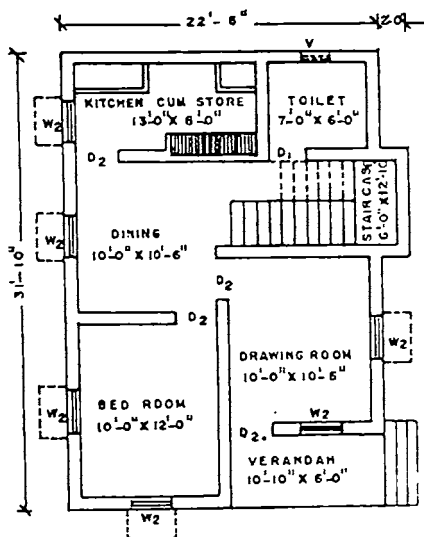 22'-6"
2'0"
V
KITCHEN CUM STORE
13'-0" X 6'-0"
TOILET
7'-0" X 6'-0"
W2
D2
D1
STAIRCASE
6'-0" X 12'-10
W2
DINING
10'-0" X 10'-6"
31'-10"
D2
D2
DRAWING ROOM
10'-0" X 10'-6"
W2
BED ROOM
10'-0" X 12'-0"
W2
W2
D2.
VERANDAH
10'-10" X 6'-0"
W2